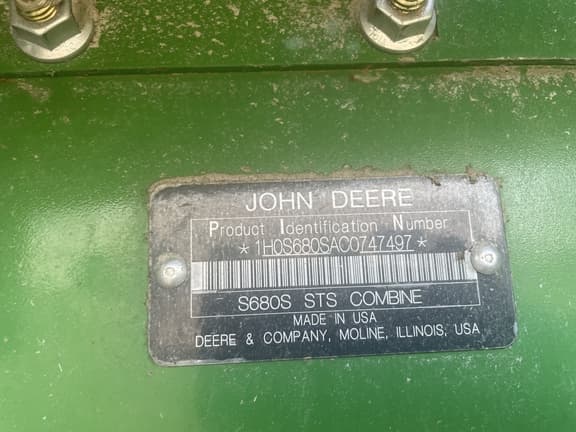 JOHN DEERE
Product Identification Number
*1H0S680SAC0747497*
S680S STS COMBINE
MADE IN USA
DEERE & COMPANY, MOLINE, ILLINOIS, USA